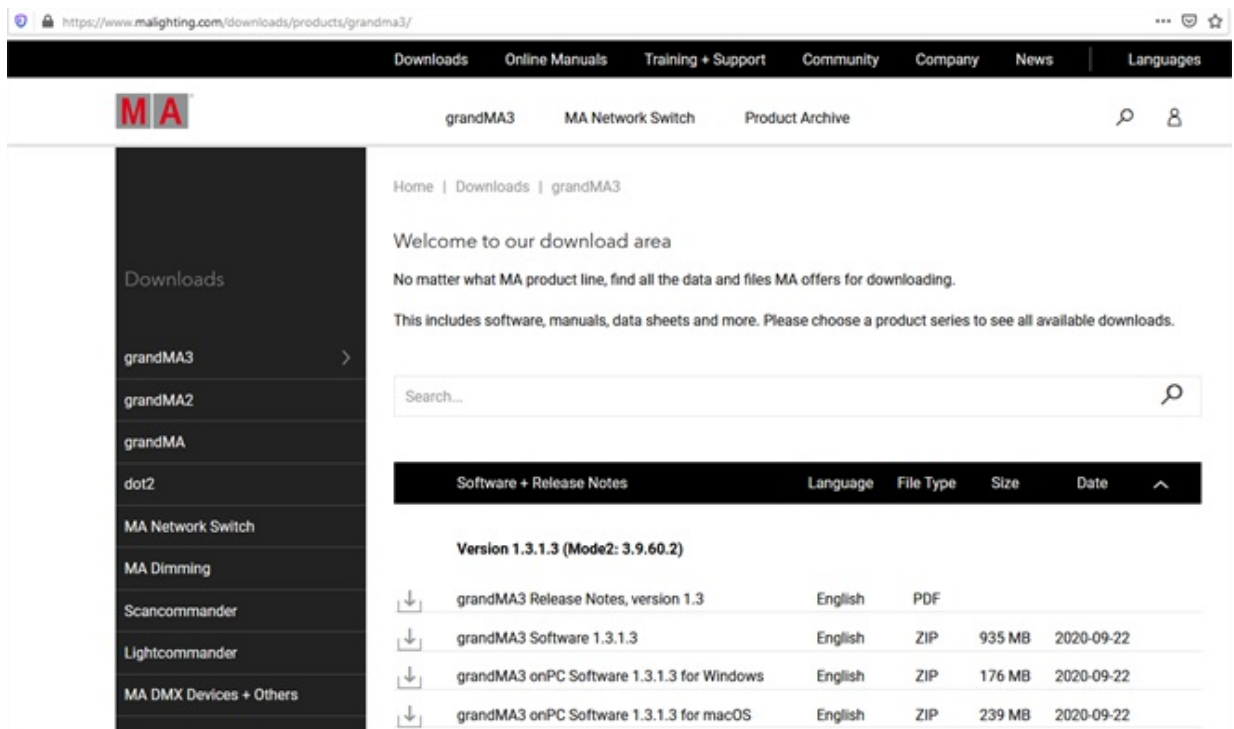 https://www.malighting.com/downloads/products/grandma3/
Downloads Online Manuals Training + Support Community Company News Languages
MA grandMA3 MA Network Switch Product Archive
Home | Downloads | grandMA3
Welcome to our download area
No matter what MA product line, find all the data and files MA offers for downloading.
This includes software, manuals, data sheets and more. Please choose a product series to see all available downloads.
Search...
Downloads
grandMA3
grandMA2
grandMA
dot2
MA Network Switch
MA Dimming
Scancommander
Lightcommander
MA DMX Devices + Others
Software + Release Notes Language File Type Size Date
Version 1.3.1.3 (Mode2: 3.9.60.2)
grandMA3 Release Notes, version 1.3 English PDF
grandMA3 Software 1.3.1.3 English ZIP 935 MB 2020-09-22
grandMA3 onPC Software 1.3.1.3 for Windows English ZIP 176 MB 2020-09-22
grandMA3 onPC Software 1.3.1.3 for macOS English ZIP 239 MB 2020-09-22